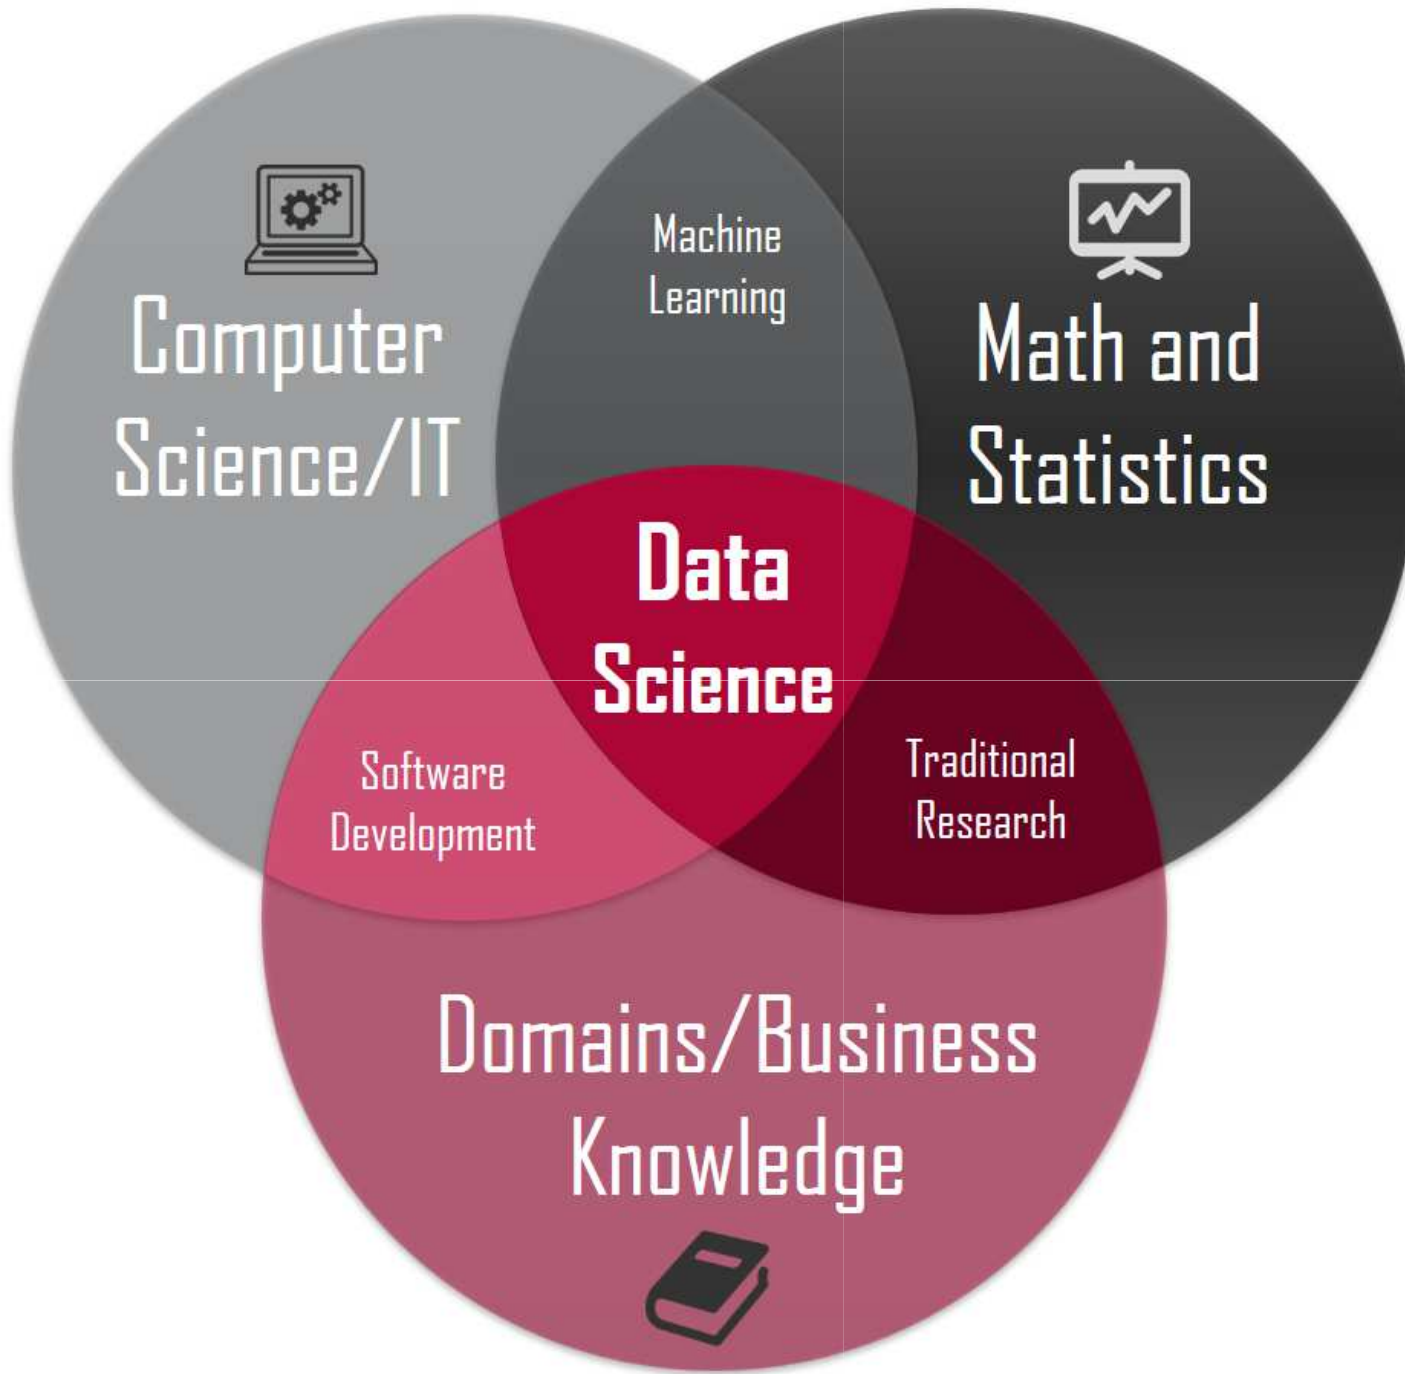 Machine
Learning
Computer
Science/IT
Math and
Statistics
Data
Science
Software
Development
Traditional
Research
Domains/Business
Knowledge